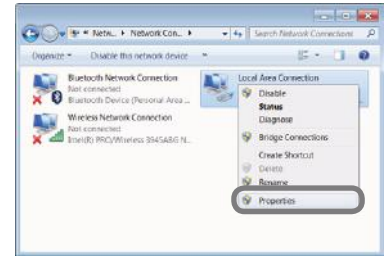 « Netw... ▸ Network Con... ▸
Search Network Connections
Organize ▾ Disable this network device »
Bluetooth Network Connection
Not connected
Bluetooth Device (Personal Area ...
Wireless Network Connection
Not connected
Intel(R) PRO/Wireless 3945ABG N...
Local Area Connection
Disable
Status
Diagnose
Bridge Connections
Create Shortcut
Delete
Rename
Properties